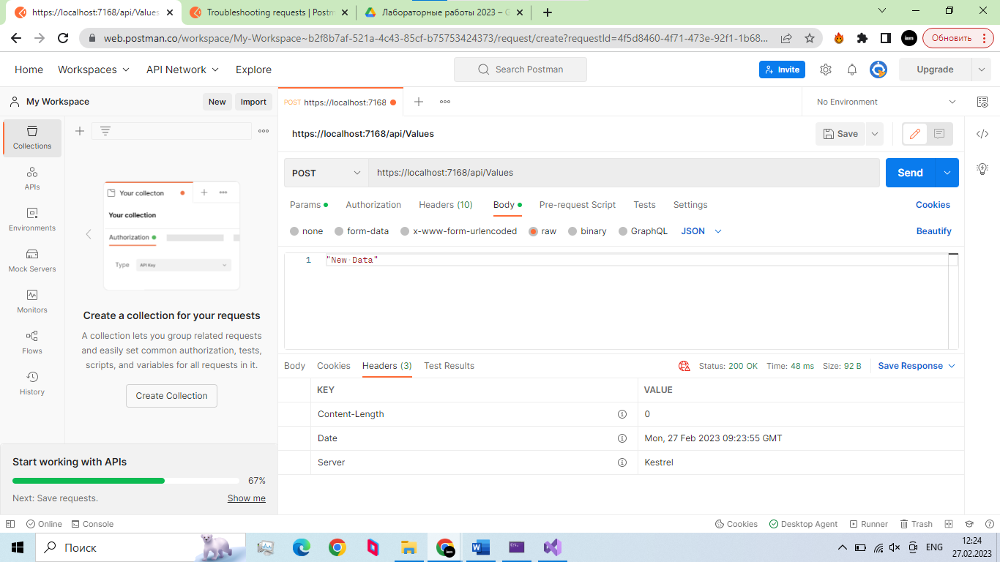 https://localhost:7168/api/Values
Troubleshooting requests | Postm
Лабораторные работы 2023 – G
web.postman.co/workspace/My-Workspace~b2f8b7af-521a-4c43-85cf-b75753424373/request/create?requestId=4f5d8460-4f71-473e-92f1-1b68...
Обновить
Home
Workspaces
API Network
Explore
Search Postman
Invite
Upgrade
My Workspace
New
Import
POST https://localhost:7168
No Environment
Collections
APIs
Environments
Mock Servers
Monitors
Flows
History
Your collecton
Your collection
Authorization
Type
API Key
Create a collection for your requests
A collection lets you group related requests
and easily set common authorization, tests,
scripts, and variables for all requests in it.
Create Collection
Start working with APIs
67%
Next: Save requests.
Show me
https://localhost:7168/api/Values
Save
POST
https://localhost:7168/api/Values
Send
Params
Authorization
Headers (10)
Body
Pre-request Script
Tests
Settings
Cookies
none
form-data
x-www-form-urlencoded
raw
binary
GraphQL
JSON
Beautify
1 "New Data"
Body
Cookies
Headers (3)
Test Results
Status: 200 OK
Time: 48 ms
Size: 92 B
Save Response
KEY
VALUE
Content-Length
0
Date
Mon, 27 Feb 2023 09:23:55 GMT
Server
Kestrel
Online
Console
Cookies
Desktop Agent
Runner
Trash
Поиск
ENG
12:24
27.02.2023